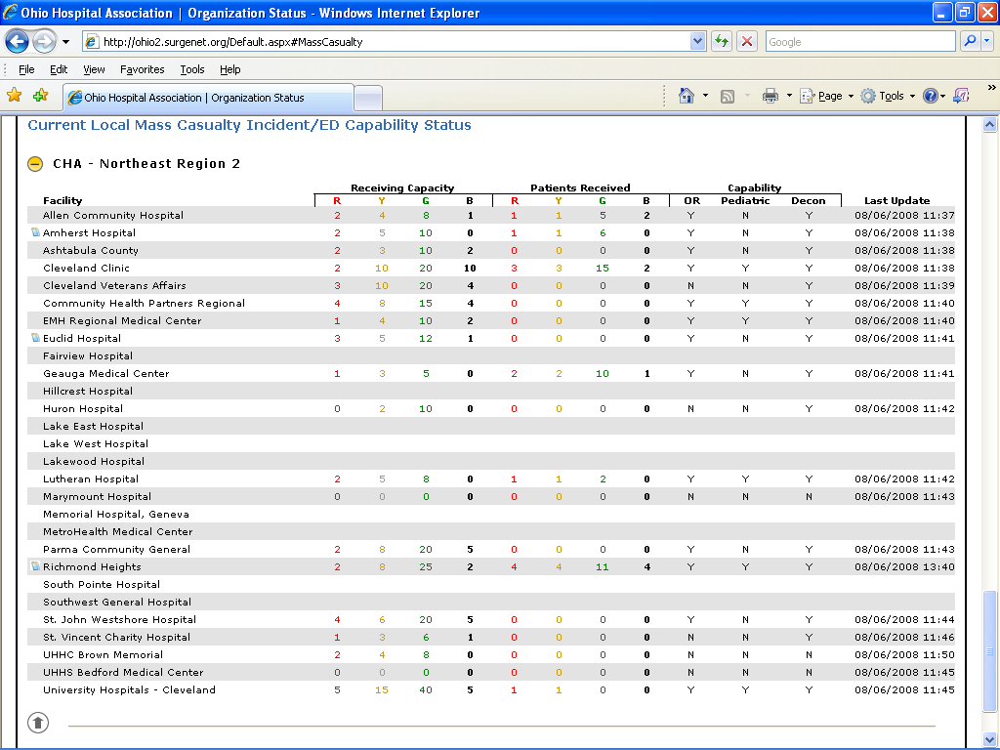 Ohio Hospital Association | Organization Status - Windows Internet Explorer
http://ohio2.surgenet.org/Default.aspx#MassCasualty
Google
File Edit View Favorites Tools Help
Ohio Hospital Association | Organization Status
Page Tools
Current Local Mass Casualty Incident/ED Capability Status
CHA - Northeast Region 2
Receiving Capacity Patients Received Capability
Facility R Y G B R Y G B OR Pediatric Decon Last Update
Allen Community Hospital 2 4 8 1 1 1 5 2 Y N Y 08/06/2008 11:37
Amherst Hospital 2 5 10 0 1 1 6 0 Y N Y 08/06/2008 11:38
Ashtabula County 2 3 10 2 0 0 0 0 Y N Y 08/06/2008 11:38
Cleveland Clinic 2 10 20 10 3 3 15 2 Y Y Y 08/06/2008 11:38
Cleveland Veterans Affairs 3 10 20 4 0 0 0 0 N N Y 08/06/2008 11:39
Community Health Partners Regional 4 8 15 4 0 0 0 0 Y Y Y 08/06/2008 11:40
EMH Regional Medical Center 1 4 10 2 0 0 0 0 Y Y Y 08/06/2008 11:40
Euclid Hospital 3 5 12 1 0 0 0 0 Y N Y 08/06/2008 11:41
Fairview Hospital
Geauga Medical Center 1 3 5 0 2 2 10 1 Y N Y 08/06/2008 11:41
Hillcrest Hospital
Huron Hospital 0 2 10 0 0 0 0 0 N N Y 08/06/2008 11:42
Lake East Hospital
Lake West Hospital
Lakewood Hospital
Lutheran Hospital 2 5 8 0 1 1 2 0 Y Y Y 08/06/2008 11:42
Marymount Hospital 0 0 0 0 0 0 0 0 N N N 08/06/2008 11:43
Memorial Hospital, Geneva
MetroHealth Medical Center
Parma Community General 2 8 20 5 0 0 0 0 Y N Y 08/06/2008 11:43
Richmond Heights 2 8 25 2 4 4 11 4 Y Y Y 08/06/2008 13:40
South Pointe Hospital
Southwest General Hospital
St. John Westshore Hospital 4 6 20 5 0 0 0 0 Y N Y 08/06/2008 11:44
St. Vincent Charity Hospital 1 3 6 1 0 0 0 0 N N Y 08/06/2008 11:46
UHHC Brown Memorial 2 4 8 0 0 0 0 0 N N N 08/06/2008 11:50
UHHS Bedford Medical Center 0 0 0 0 0 0 0 0 N N N 08/06/2008 11:45
University Hospitals - Cleveland 5 15 40 5 1 1 0 0 Y Y Y 08/06/2008 11:45